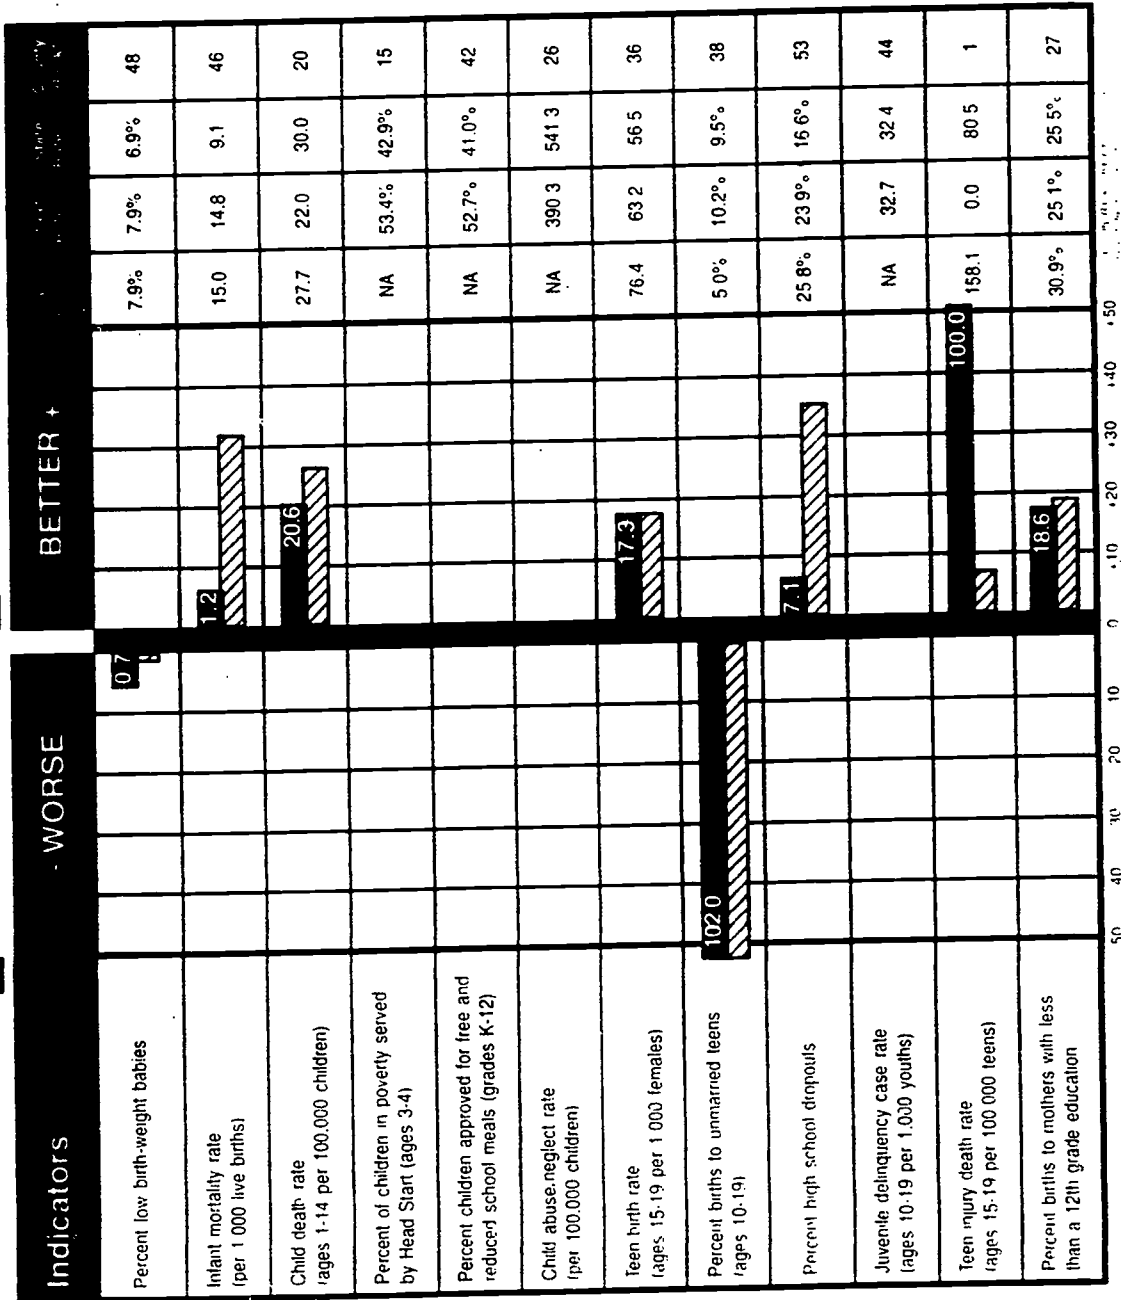 Indicators - WORSE BETTER +
Percent low birth-weight babies 0 7 7.9% 7.9% 6.9% 48
Infant mortality rate
(per 1 000 live births) 1.2 15.0 14.8 9.1 46
Child death rate
(ages 1-14 per 100.000 children) 20.6 27.7 22.0 30.0 20
Percent of children in poverty served
by Head Start (ages 3-4) NA 53.4% 42.9% 15
Percent children approved for free and
reduced school meals (grades K-12) NA 52.7% 41.0% 42
Child abuse.neglect rate
(per 100.000 children) NA 390 3 541 3 26
Teen birth rate
(ages 15-19 per 1 000 females) 17.3 76.4 63 2 56 5 36
Percent births to unmarried teens
(ages 10-19) 102 0 5 0% 10.2% 9.5% 38
Percent high school dropouts 7.1 25 8% 23 9% 16 6% 53
Juvenile delinquency case rate
(ages 10-19 per 1.000 youths) NA 32.7 32 4 44
Teen injury death rate
(ages 15-19 per 100 000 teens) 100.0 158.1 0.0 80 5 1
Percent births to mothers with less
than a 12th grade education 18.6 30.9% 25 1% 25 5% 27
50 40 30 20 10 0 +10 +20 +30 +40 +50